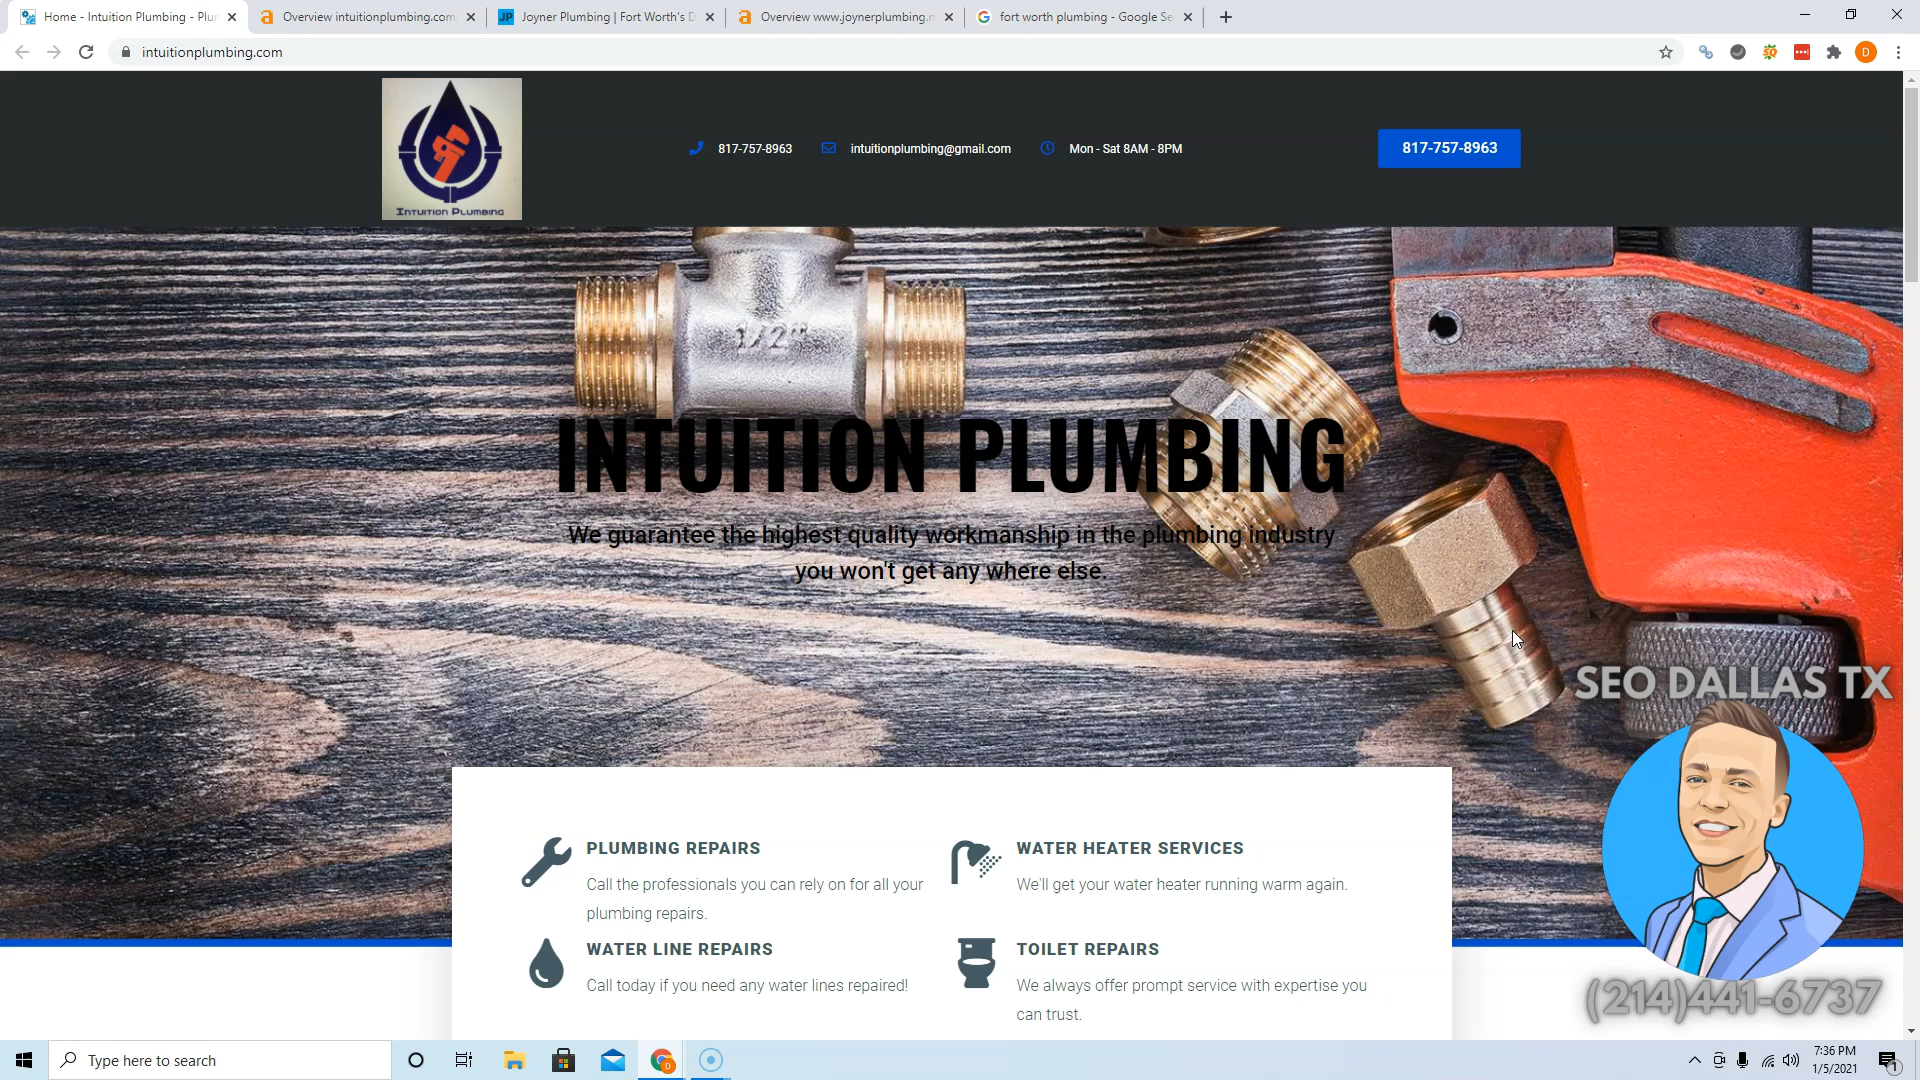 Home - Intuition Plumbing - Plu
Overview intuitionplumbing.com
Joyner Plumbing | Fort Worth's D
Overview www.joynerplumbing.n
fort worth plumbing - Google Se
intuitionplumbing.com
D
INTUITION PLUMBING
817-757-8963
intuitionplumbing@gmail.com
Mon - Sat 8AM - 8PM
817-757-8963
1/2"
INTUITION PLUMBING
We guarantee the highest quality workmanship in the plumbing industry
you won't get any where else.
SEO DALLAS TX
PLUMBING REPAIRS
Call the professionals you can rely on for all your
plumbing repairs.
WATER HEATER SERVICES
We'll get your water heater running warm again.
WATER LINE REPAIRS
Call today if you need any water lines repaired!
TOILET REPAIRS
We always offer prompt service with expertise you
can trust.
(214)441-6737
Type here to search
7:36 PM
1/5/2021
1